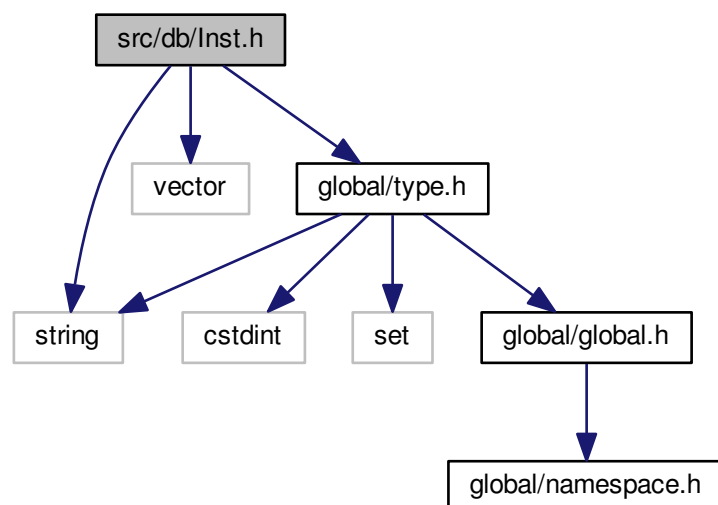 src/db/Inst.h
vector
global/type.h
string
cstdint
set
global/global.h
global/namespace.h